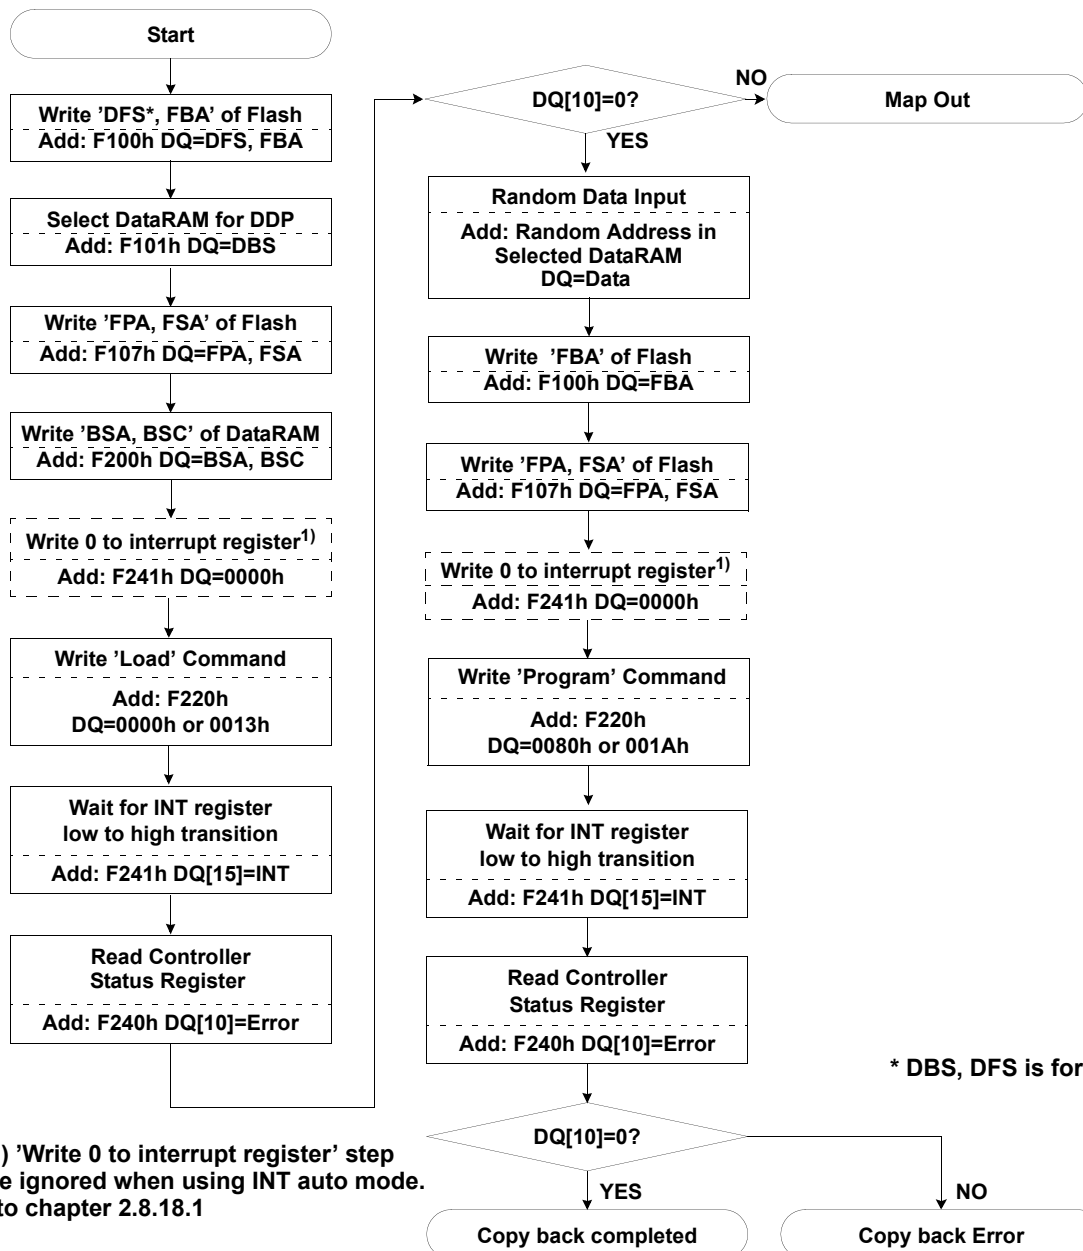 Start
Write 'DFS*, FBA' of Flash
Add: F100h DQ=DFS, FBA
Select DataRAM for DDP
Add: F101h DQ=DBS
Write 'FPA, FSA' of Flash
Add: F107h DQ=FPA, FSA
Write 'BSA, BSC' of DataRAM
Add: F200h DQ=BSA, BSC
Write 0 to interrupt register1)
Add: F241h DQ=0000h
Write 'Load' Command
Add: F220h
DQ=0000h or 0013h
Wait for INT register
low to high transition
Add: F241h DQ[15]=INT
Read Controller
Status Register
Add: F240h DQ[10]=Error
DQ[10]=0?
NO
Map Out
YES
Random Data Input
Add: Random Address in
Selected DataRAM
DQ=Data
Write 'FBA' of Flash
Add: F100h DQ=FBA
Write 'FPA, FSA' of Flash
Add: F107h DQ=FPA, FSA
Write 0 to interrupt register1)
Add: F241h DQ=0000h
Write 'Program' Command
Add: F220h
DQ=0080h or 001Ah
Wait for INT register
low to high transition
Add: F241h DQ[15]=INT
Read Controller
Status Register
Add: F240h DQ[10]=Error
DQ[10]=0?
YES
Copy back completed
NO
Copy back Error
* DBS, DFS is for
) 'Write 0 to interrupt register' step
e ignored when using INT auto mode.
to chapter 2.8.18.1